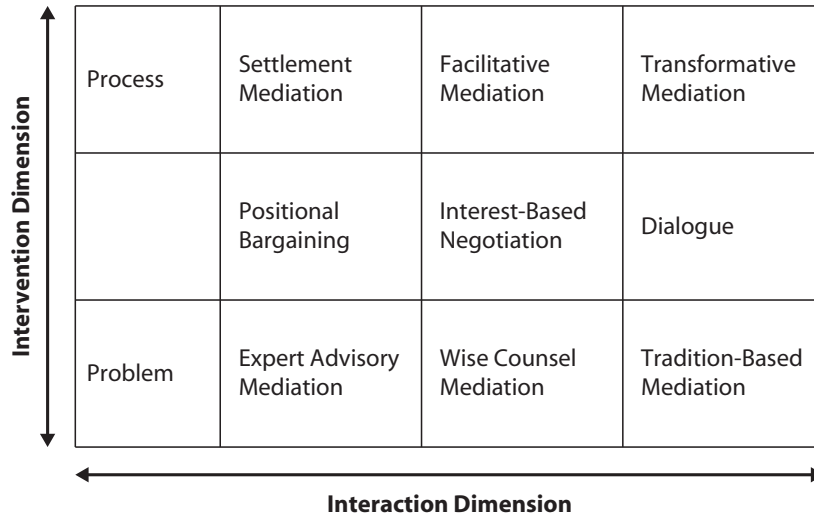 Intervention Dimension
Process
Settlement
Mediation
Facilitative
Mediation
Transformative
Mediation
Positional
Bargaining
Interest-Based
Negotiation
Dialogue
Problem
Expert Advisory
Mediation
Wise Counsel
Mediation
Tradition-Based
Mediation
Interaction Dimension